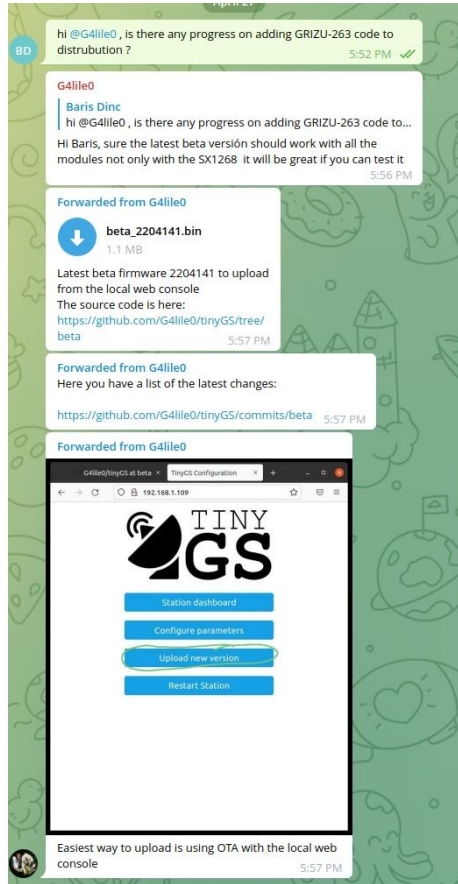 BD
hi @G4lile0 , is there any progress on adding GRIZU-263 code to
distrubution ?
5:52 PM
G4lile0
Baris Dinc
hi @G4lile0 , is there any progress on adding GRIZU-263 code to...
Hi Baris, sure the latest beta versión should work with all the
modules not only with the SX1268 it will be great if you can test it
5:56 PM
Forwarded from G4lile0
beta_2204141.bin
1.1 MB
Latest beta firmware 2204141 to upload
from the local web console
The source code is here:
https://github.com/G4lile0/tinyGS/tree/
beta
5:57 PM
Forwarded from G4lile0
Here you have a list of the latest changes:
https://github.com/G4lile0/tinyGS/commits/beta
5:57 PM
Forwarded from G4lile0
G4lile0/tinyGS at beta
TinyGS Configuration
192.168.1.109
TINY
GS
Station dashboard
Configure parameters
Upload new version
Restart Station
Easiest way to upload is using OTA with the local web
console
5:57 PM